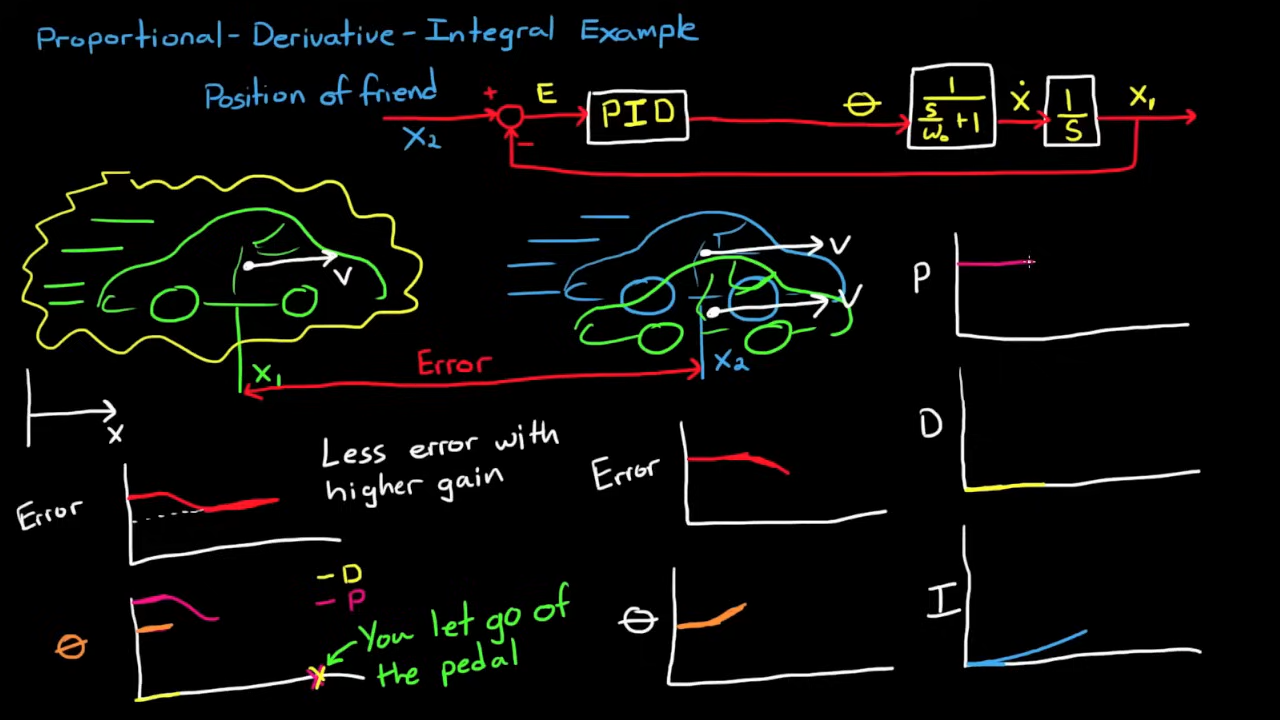 Proportional-Derivative-Integral Example
Position of friend
X₂
+
-
E
PID
Θ
1
s/ω₀ +1
Ẋ
1
S
X₁
V
V
V
X₁
Error
X₂
X
P
D
I
Less error with
higher gain
Error
Error
- D
- P
You let go of
the pedal
Θ
Θ